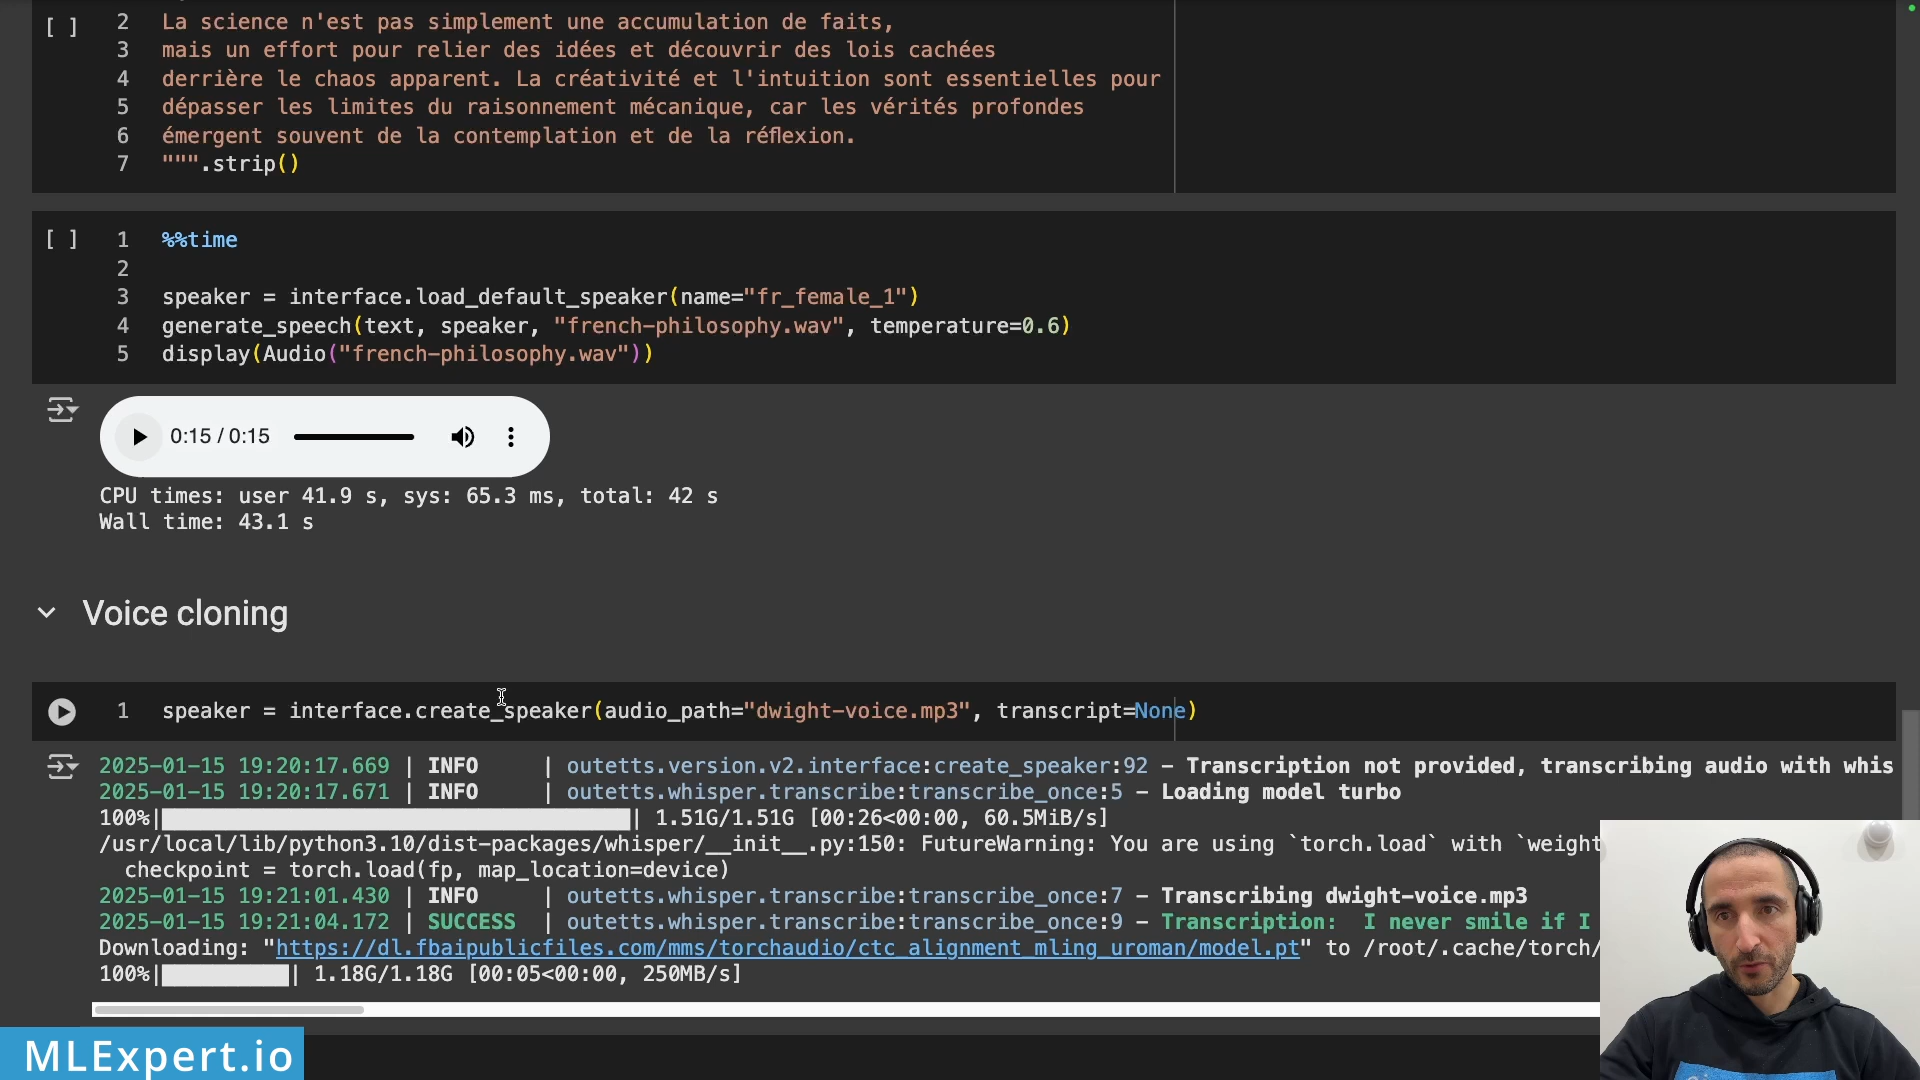 [ ] 2 La science n'est pas simplement une accumulation de faits,
3 mais un effort pour relier des idées et découvrir des lois cachées
4 derrière le chaos apparent. La créativité et l'intuition sont essentielles pour
5 dépasser les limites du raisonnement mécanique, car les vérités profondes
6 émergent souvent de la contemplation et de la réflexion.
7 """.strip()
[ ] 1 %%time
2
3 speaker = interface.load_default_speaker(name="fr_female_1")
4 generate_speech(text, speaker, "french-philosophy.wav", temperature=0.6)
5 display(Audio("french-philosophy.wav"))
0:15 / 0:15
CPU times: user 41.9 s, sys: 65.3 ms, total: 42 s
Wall time: 43.1 s
Voice cloning
1 speaker = interface.create_speaker(audio_path="dwight-voice.mp3", transcript=None)
2025-01-15 19:20:17.669 | INFO | outetts.version.v2.interface:create_speaker:92 - Transcription not provided, transcribing audio with whis
2025-01-15 19:20:17.671 | INFO | outetts.whisper.transcribe:transcribe_once:5 - Loading model turbo
100%| | 1.51G/1.51G [00:26<00:00, 60.5MiB/s]
/usr/local/lib/python3.10/dist-packages/whisper/__init__.py:150: FutureWarning: You are using `torch.load` with `weight
checkpoint = torch.load(fp, map_location=device)
2025-01-15 19:21:01.430 | INFO | outetts.whisper.transcribe:transcribe_once:7 - Transcribing dwight-voice.mp3
2025-01-15 19:21:04.172 | SUCCESS | outetts.whisper.transcribe:transcribe_once:9 - Transcription: I never smile if I
Downloading: "https://dl.fbaipublicfiles.com/mms/torchaudio/ctc_alignment_mling_uroman/model.pt" to /root/.cache/torch/
100%| | 1.18G/1.18G [00:05<00:00, 250MB/s]
MLExpert.io